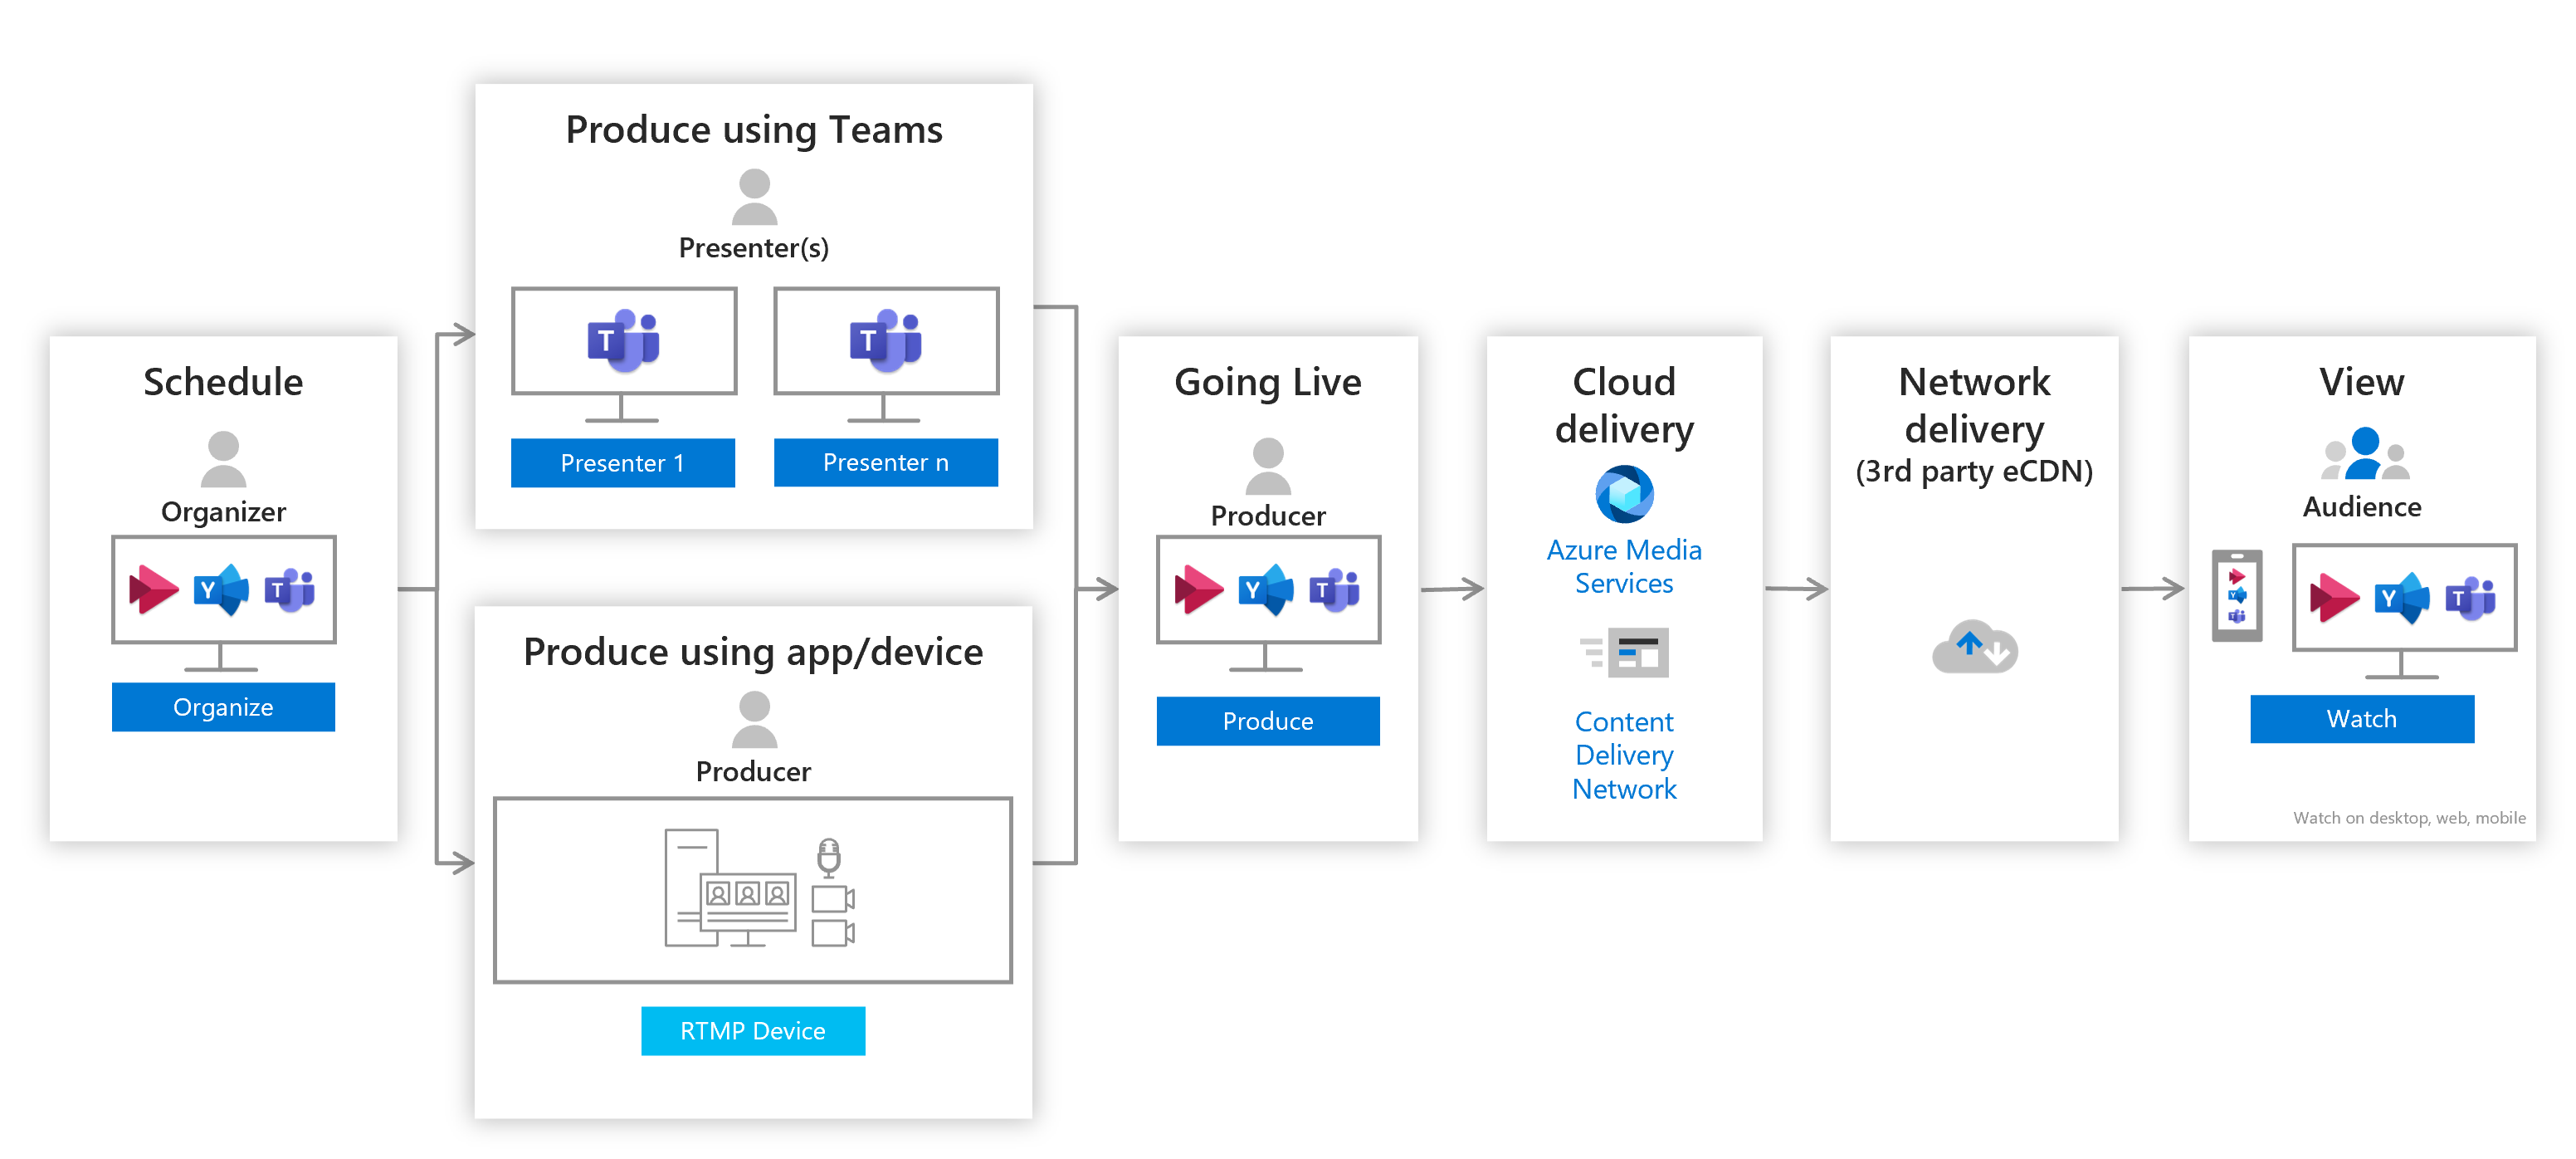 Schedule
Organizer
Y
T
Organize
Produce using Teams
Presenter(s)
T
T
Presenter 1
Presenter n
Produce using app/device
Producer
RTMP Device
Going Live
Producer
Y
T
Produce
Cloud
delivery
Azure Media
Services
Content
Delivery
Network
Network
delivery
(3rd party eCDN)
View
Audience
Y
T
Y
T
Watch
Watch on desktop, web, mobile